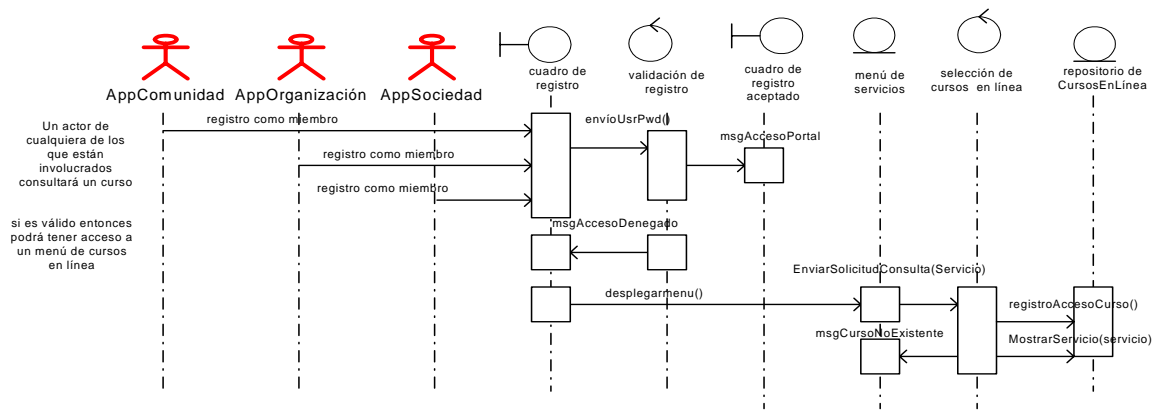 AppComunidad
AppOrganización
AppSociedad
cuadro de
registro
validación de
registro
cuadro de
registro
aceptado
menú de
servicios
selección de
cursos en línea
repositorio de
CursosEnLínea
Un actor de
cualquiera de los
que están
involucrados
consultará un curso
si es válido entonces
podrá tener acceso a
un menú de cursos
en línea
registro como miembro
registro como miembro
registro como miembro
envíoUsrPwd()
msgAccesoPortal
msgAccesoDenegado
desplegarmenu()
EnviarSolicitudConsulta(Servicio)
registroAccesoCurso()
msgCursoNoExistente
MostrarServicio(servicio)